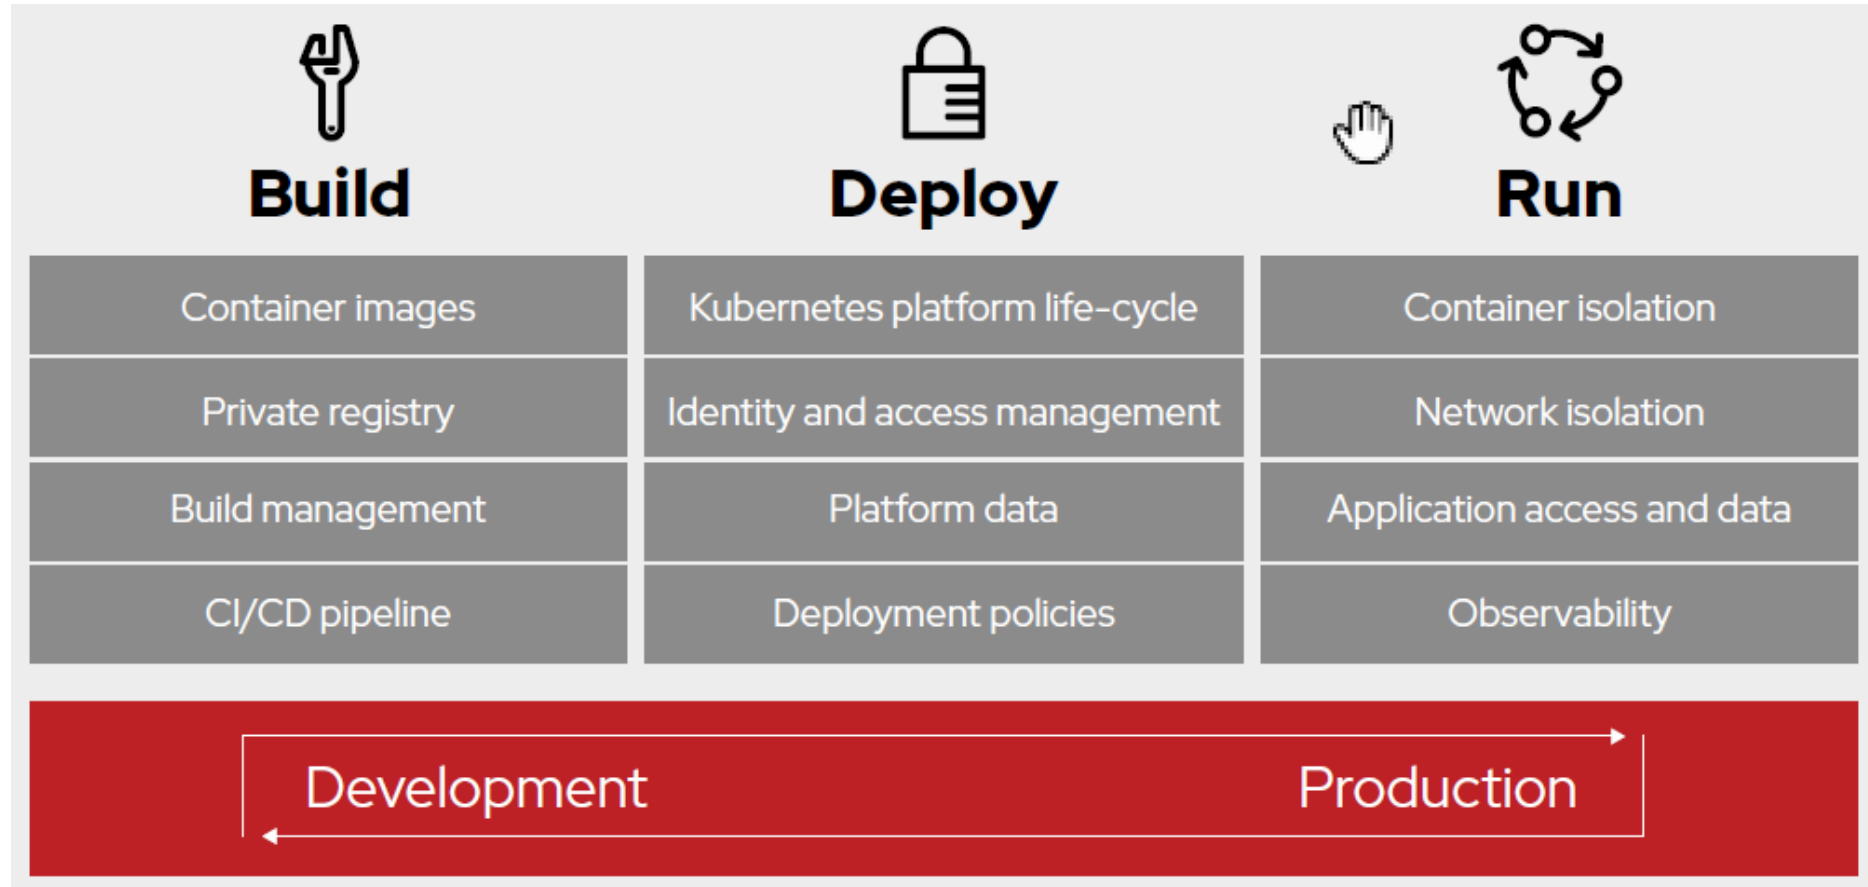 Build
Deploy
Run
Container images
Kubernetes platform life-cycle
Container isolation
Private registry
Identity and access management
Network isolation
Build management
Platform data
Application access and data
CI/CD pipeline
Deployment policies
Observability
Development
Production